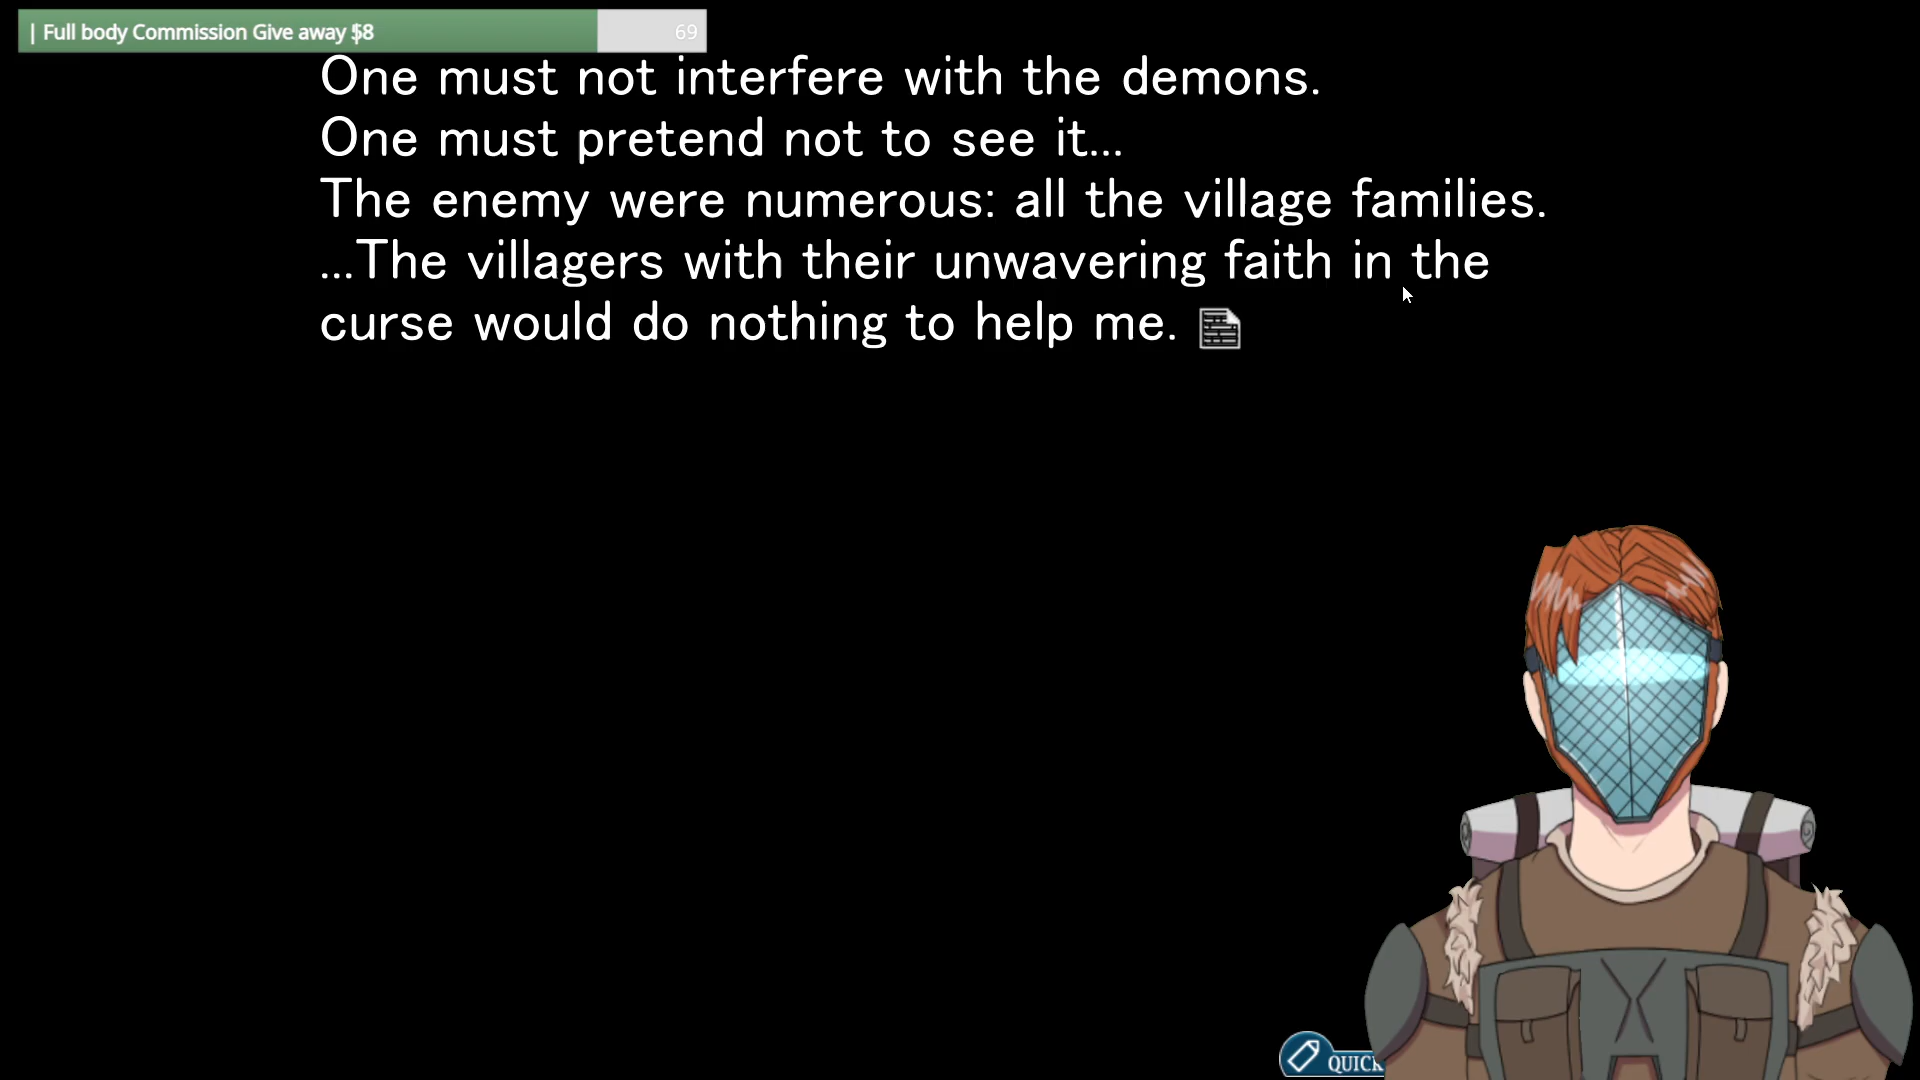 | Full body Commission Give away $8
69
One must not interfere with the demons.
One must pretend not to see it...
The enemy were numerous: all the village families.
...The villagers with their unwavering faith in the
curse would do nothing to help me.
QUICK